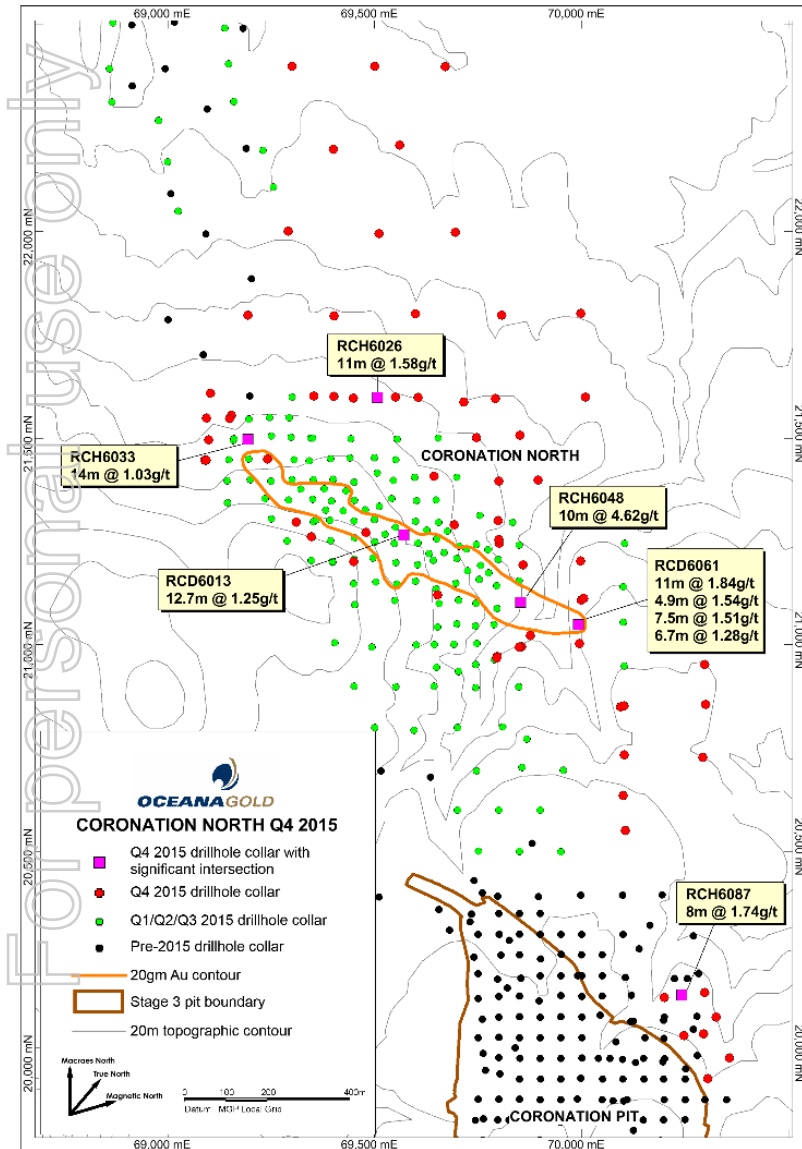 69,000 mE
69,500 mE
70,000 mE
For personal use only
22,000 mN
22,000 mN
RCH6026
11m @ 1.58g/t
21,500 mN
21,500 mN
CORONATION NORTH
RCH6033
14m @ 1.03g/t
RCH6048
10m @ 4.62g/t
RCD6013
12.7m @ 1.25g/t
RCD6061
11m @ 1.84g/t
4.9m @ 1.54g/t
7.5m @ 1.51g/t
6.7m @ 1.28g/t
21,000 mN
21,000 mN
OCEANAGOLD
CORONATION NORTH Q4 2015
Q4 2015 drillhole collar with
significant intersection
Q4 2015 drillhole collar
Q1/Q2/Q3 2015 drillhole collar
Pre-2015 drillhole collar
20gm Au contour
Stage 3 pit boundary
20m topographic contour
Macraes North
True North
Magnetic North
0 100 200 400m
Datum MGP Local Grid
20,500 mN
20,500 mN
RCH6087
8m @ 1.74g/t
20,000 mN
20,000 mN
CORONATION PIT
69,000 mE
69,500 mE
70,000 mE